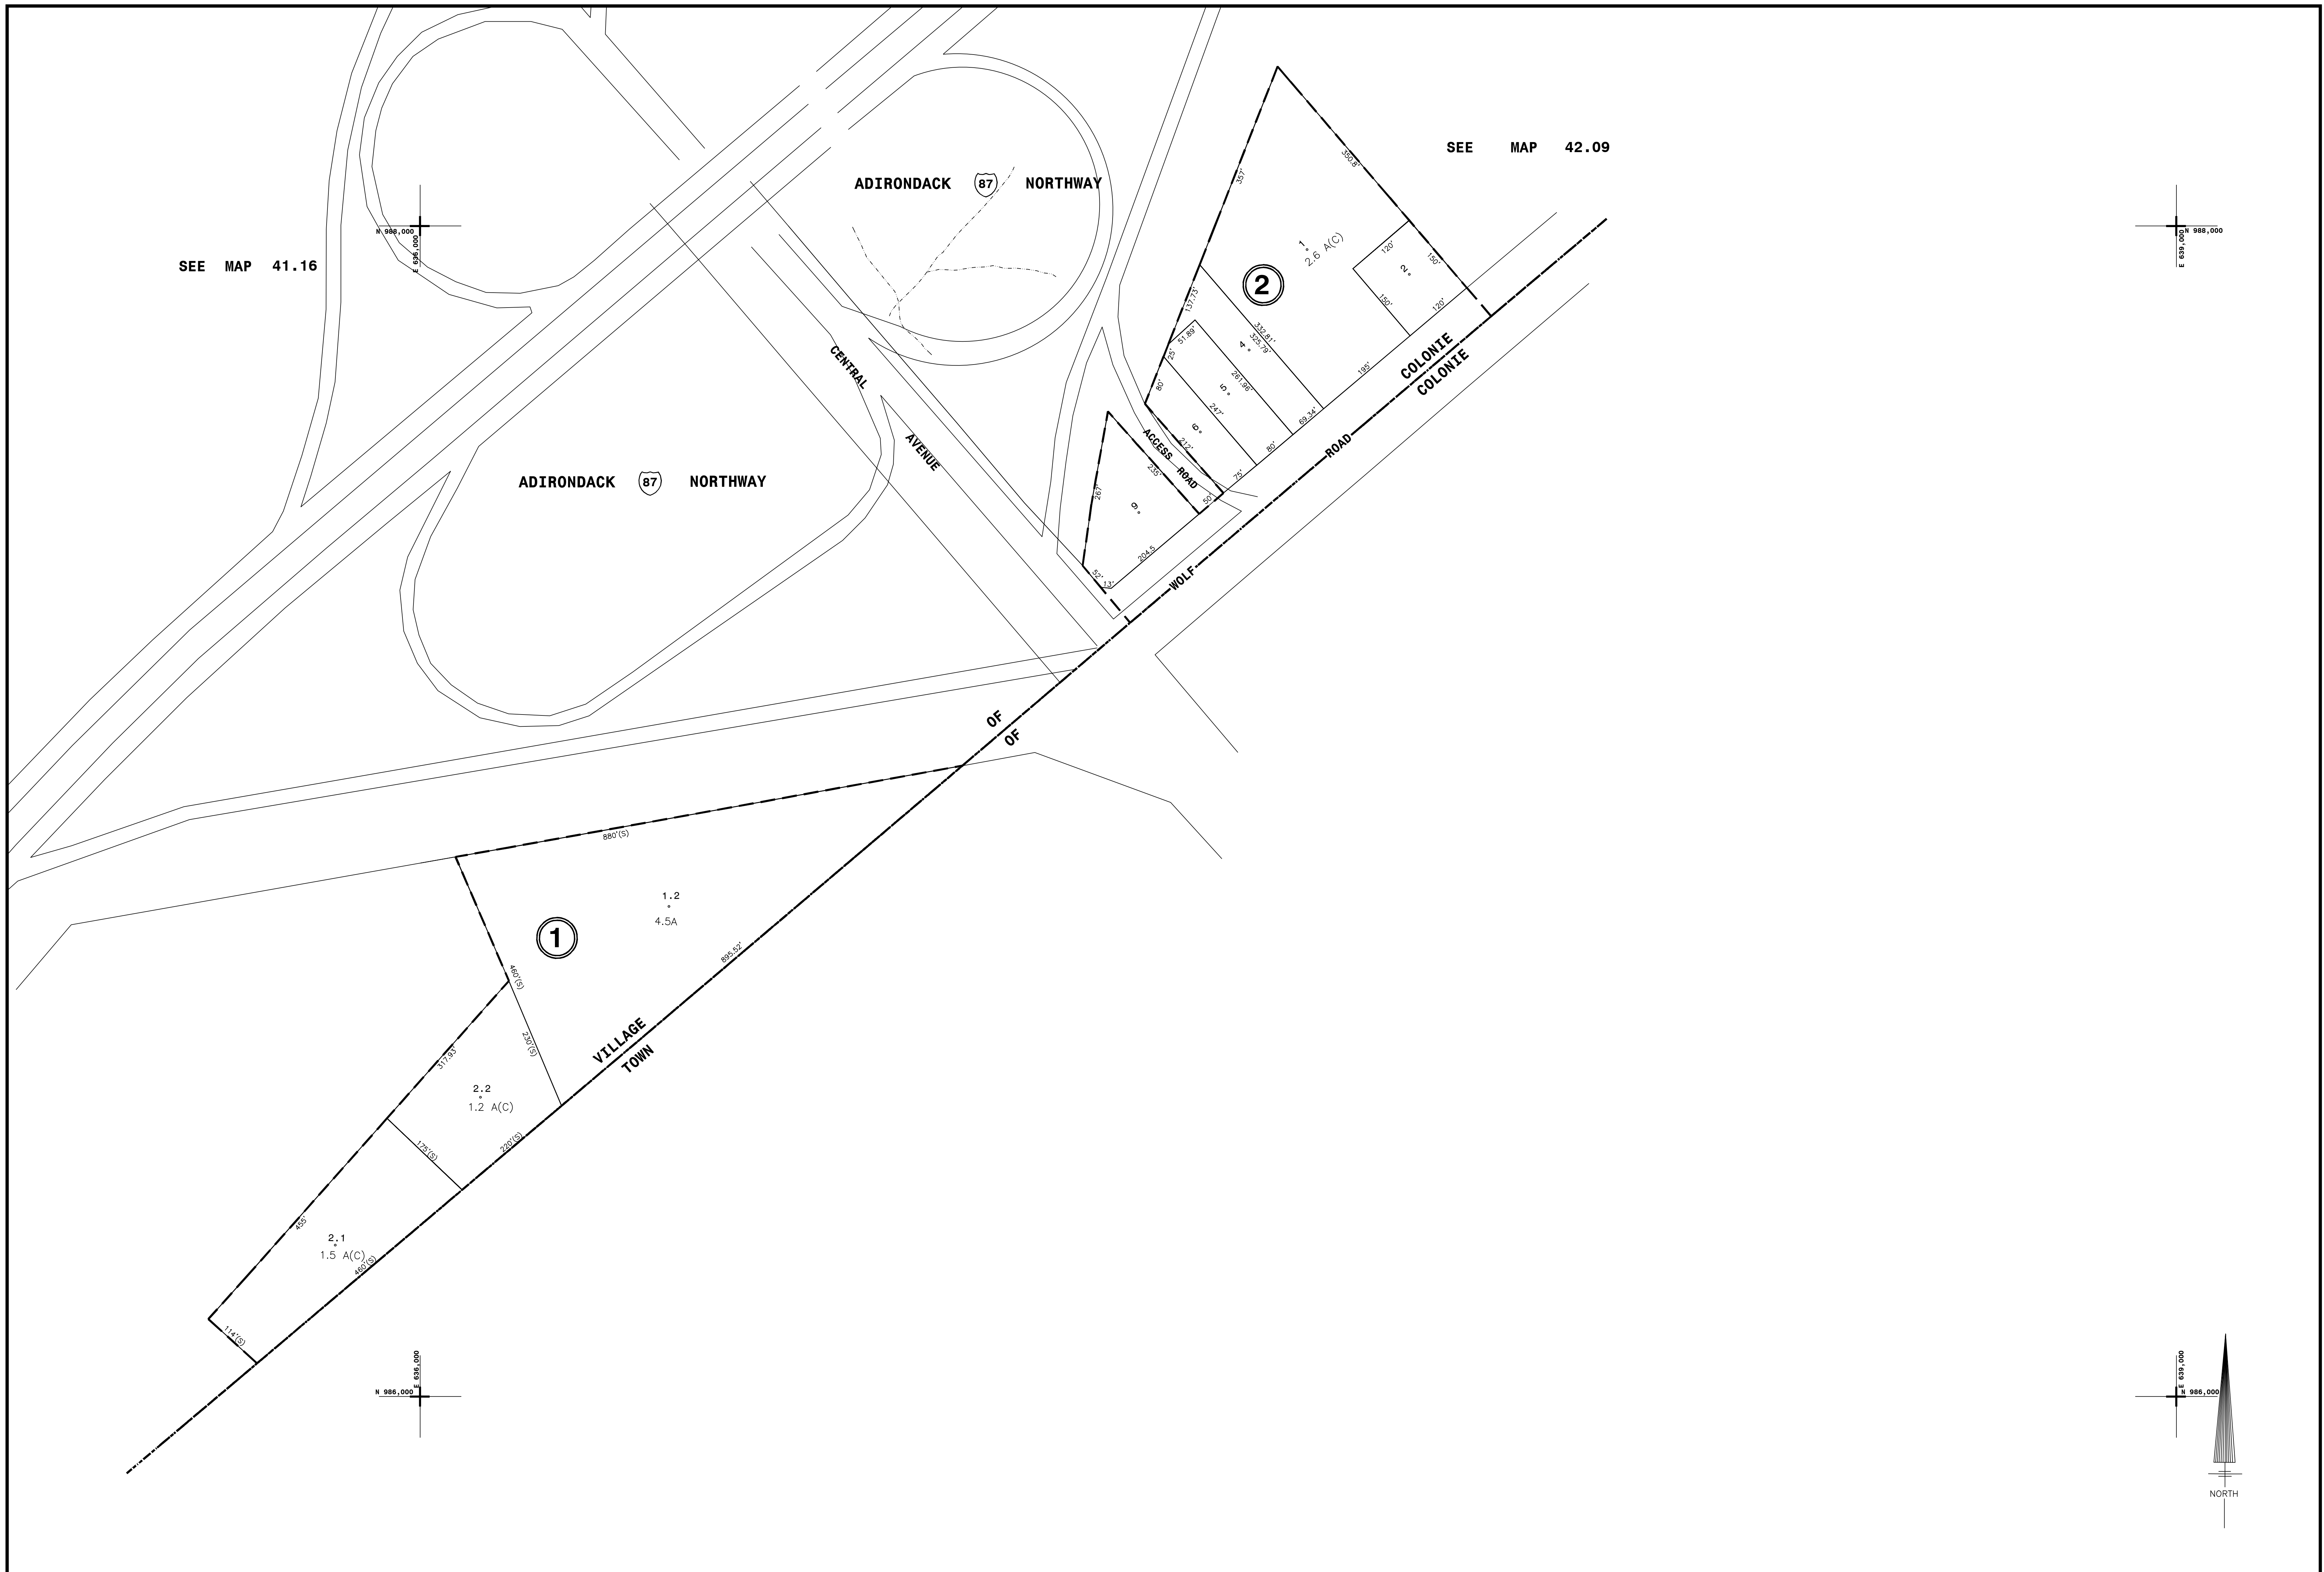 SEE MAP 42.09
ADIRONDACK 87 NORTHWAY
N 988,000
E 636,000
N 988,000
E 639,000
SEE MAP 41.16
350.8'
357'
1
2.6 A(C)
2
120'
2
150'
150'
120'
137.73'
332.81'
325.79'
4
51.89'
25'
261.96'
195'
80'
5
247'
69.34'
6
212'
80'
75'
COLONIE
COLONIE
CENTRAL
AVENUE
ACCESS ROAD
235'
267'
9
50'
204.5
52'
13'
WOLF
ROAD
ADIRONDACK 87 NORTHWAY
OF
OF
880'(S)
1.2
4.5A
1
895.52'
460'(S)
230'(S)
VILLAGE
TOWN
317.93'
2.2
1.2 A(C)
220'(S)
175'(S)
455'
2.1
1.5 A(C)
460'(S)
114'(S)
E 636,000
N 986,000
E 639,000
N 986,000
NORTH